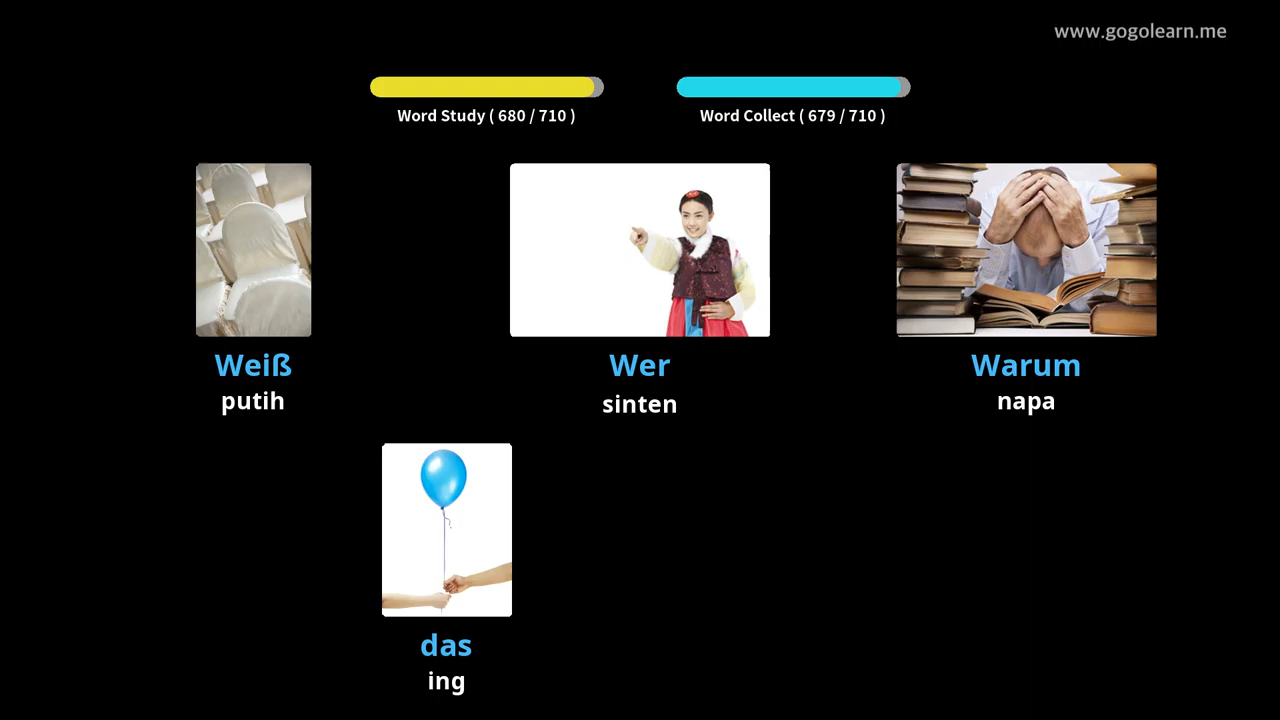 www.gogolearn.me
Word Study ( 680 / 710 )
Word Collect ( 679 / 710 )
Weiß
putih
Wer
sinten
Warum
napa
das
ing